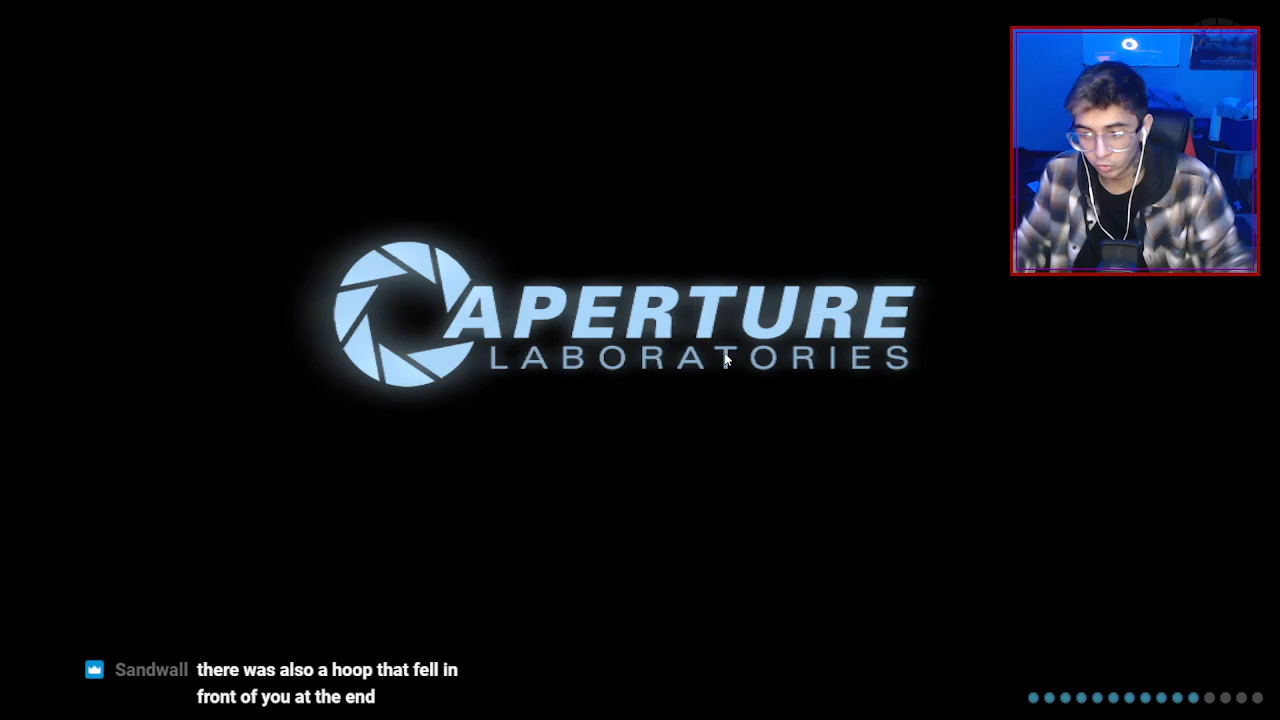 APERTURE
LABORATORIES
Sandwall there was also a hoop that fell in
front of you at the end